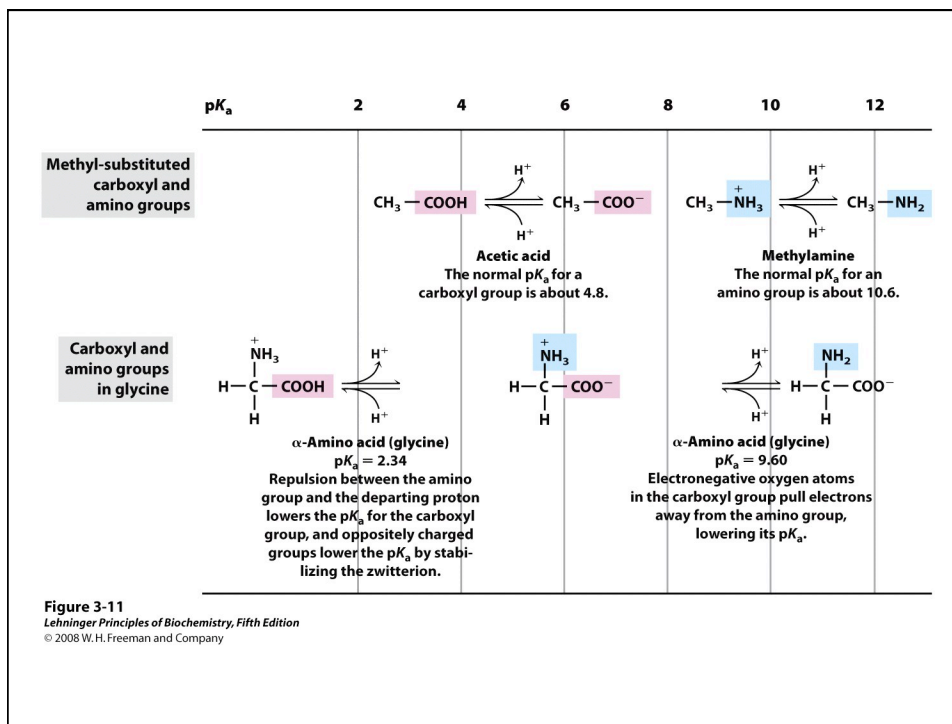 pKa 2 4 6 8 10 12
Methyl-substituted
carboxyl and
amino groups
H⁺ H⁺
CH₃ — COOH CH₃ — COO⁻ CH₃ — N⁺H₃ CH₃ — NH₂
H⁺ H⁺
Acetic acid
The normal pKa for a
carboxyl group is about 4.8.
Methylamine
The normal pKa for an
amino group is about 10.6.
Carboxyl and
amino groups
in glycine
+ +
NH₃ H⁺ NH₃ H⁺ NH₂
H — C — COOH H — C — COO⁻ H — C — COO⁻
H H⁺ H H⁺ H
α-Amino acid (glycine)
pKa = 2.34
Repulsion between the amino
group and the departing proton
lowers the pKa for the carboxyl
group, and oppositely charged
groups lower the pKa by stabi-
lizing the zwitterion.
α-Amino acid (glycine)
pKa = 9.60
Electronegative oxygen atoms
in the carboxyl group pull electrons
away from the amino group,
lowering its pKa.
Figure 3-11
Lehninger Principles of Biochemistry, Fifth Edition
© 2008 W. H. Freeman and Company